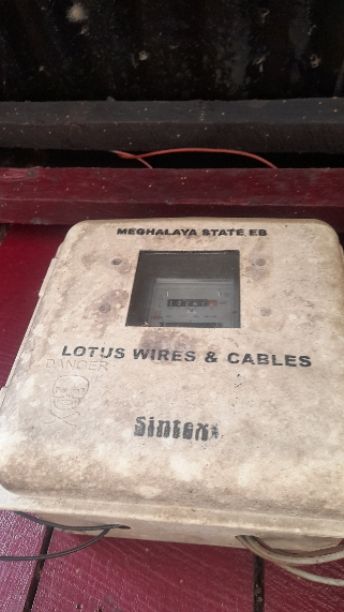 MEGHALAYA STATE EB
LOTUS WIRES & CABLES
DANGER
Sintex